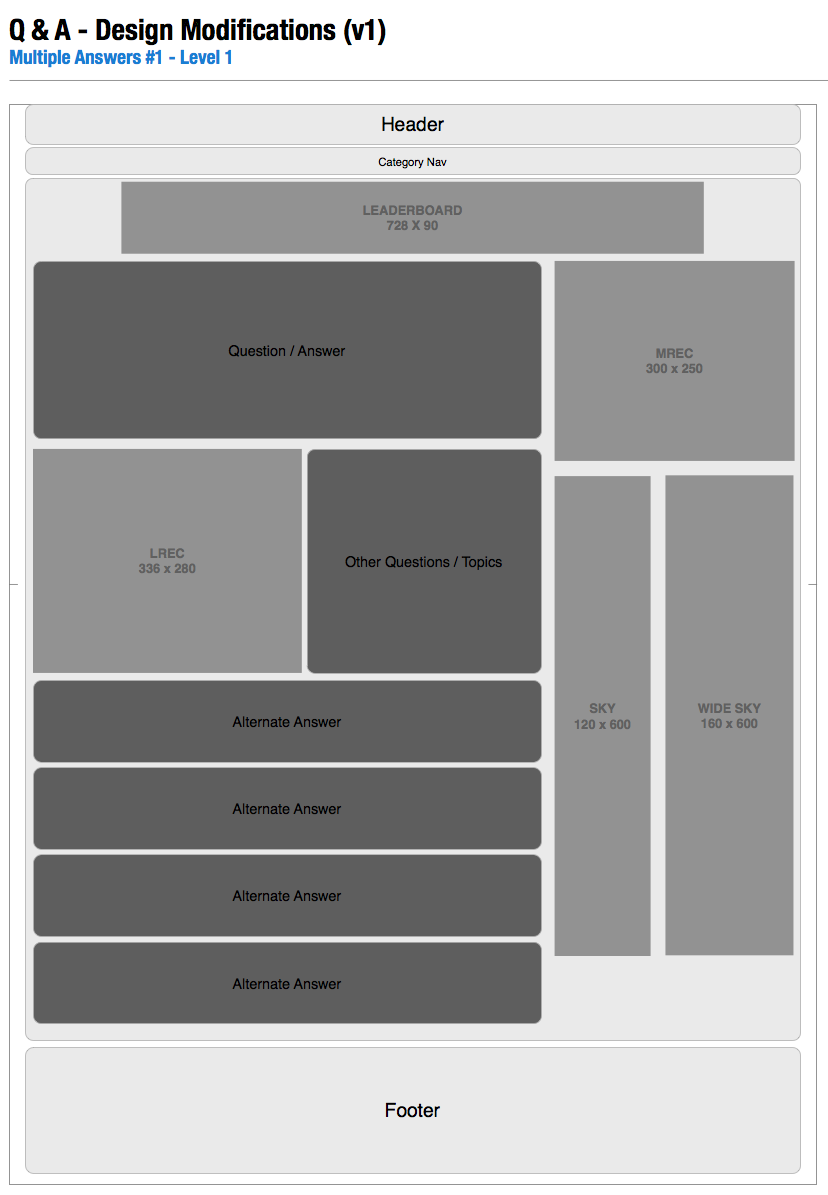 Q & A - Design Modifications (v1)
Multiple Answers #1 - Level 1
Header
Category Nav
LEADERBOARD
728 X 90
Question / Answer
MREC
300 x 250
LREC
336 x 280
Other Questions / Topics
SKY
120 x 600
WIDE SKY
160 x 600
Alternate Answer
Alternate Answer
Alternate Answer
Alternate Answer
Footer